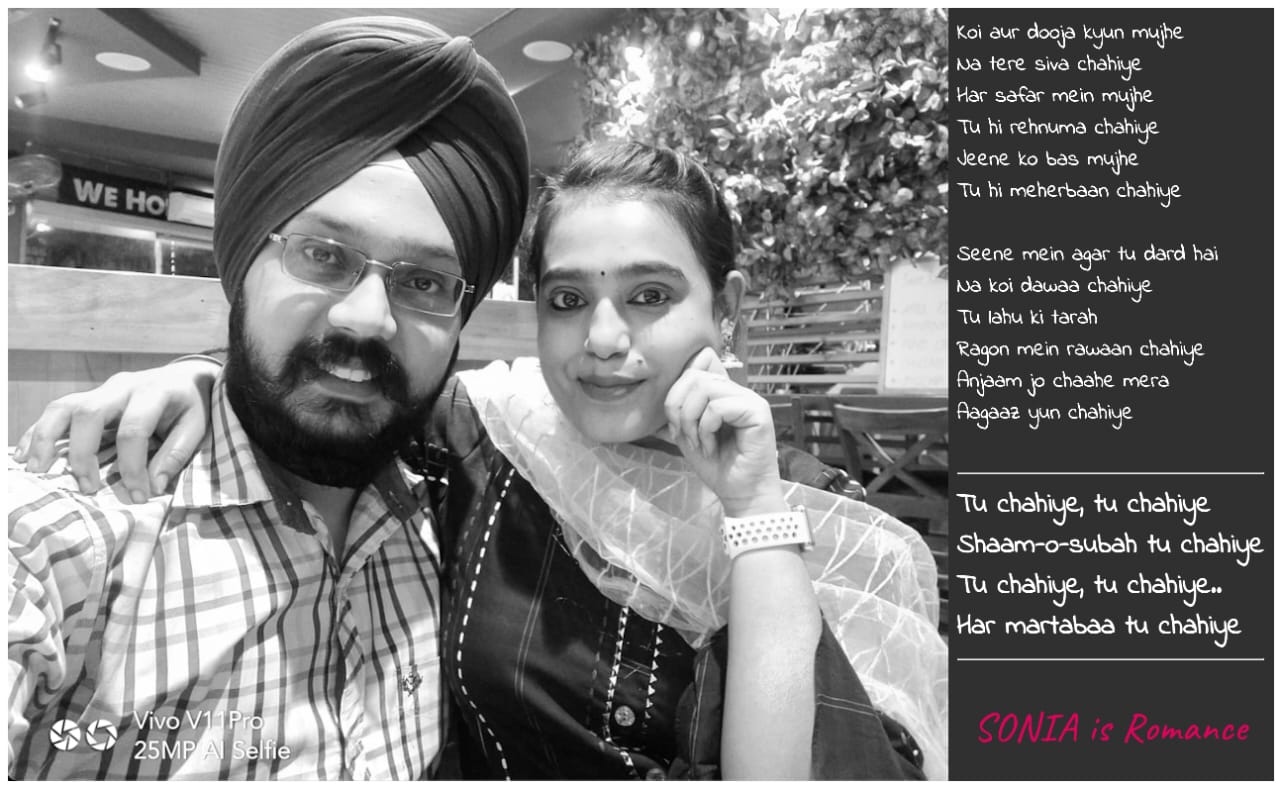 WE HO
Vivo V11Pro
25MP AI Selfie
Koi aur dooja kyun mujhe
Na tere siva chahiye
Har safar mein mujhe
Tu hi rehnuma chahiye
Jeene ko bas mujhe
Tu hi meherbaan chahiye
Seene mein agar tu dard hai
Na koi dawaa chahiye
Tu lahu ki tarah
Ragon mein rawaan chahiye
Anjaam jo chaahe mera
Aagaaz yun chahiye
Tu chahiye, tu chahiye
Shaam-o-subah tu chahiye
Tu chahiye, tu chahiye..
Har martabaa tu chahiye
SONIA is Romance